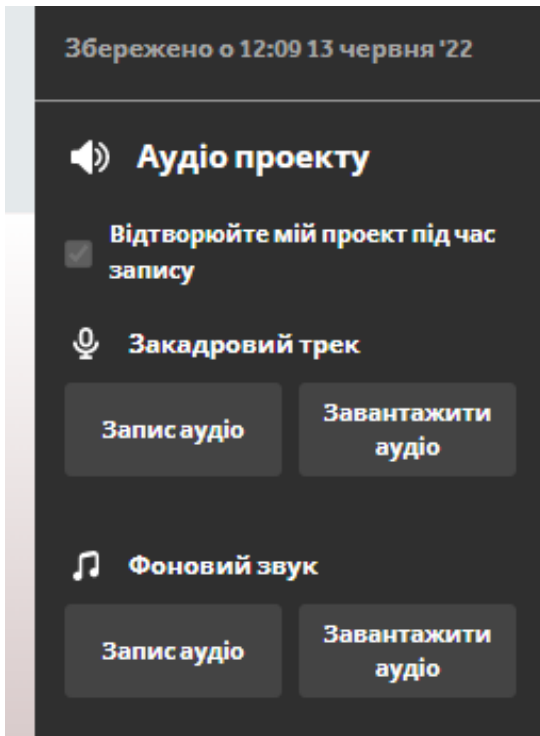 Збережено о 12:09 13 червня '22
Аудіо проекту
Відтворюйте мій проект під час
запису
Закадровий трек
Запис аудіо
Завантажити
аудіо
Фоновий звук
Запис аудіо
Завантажити
аудіо